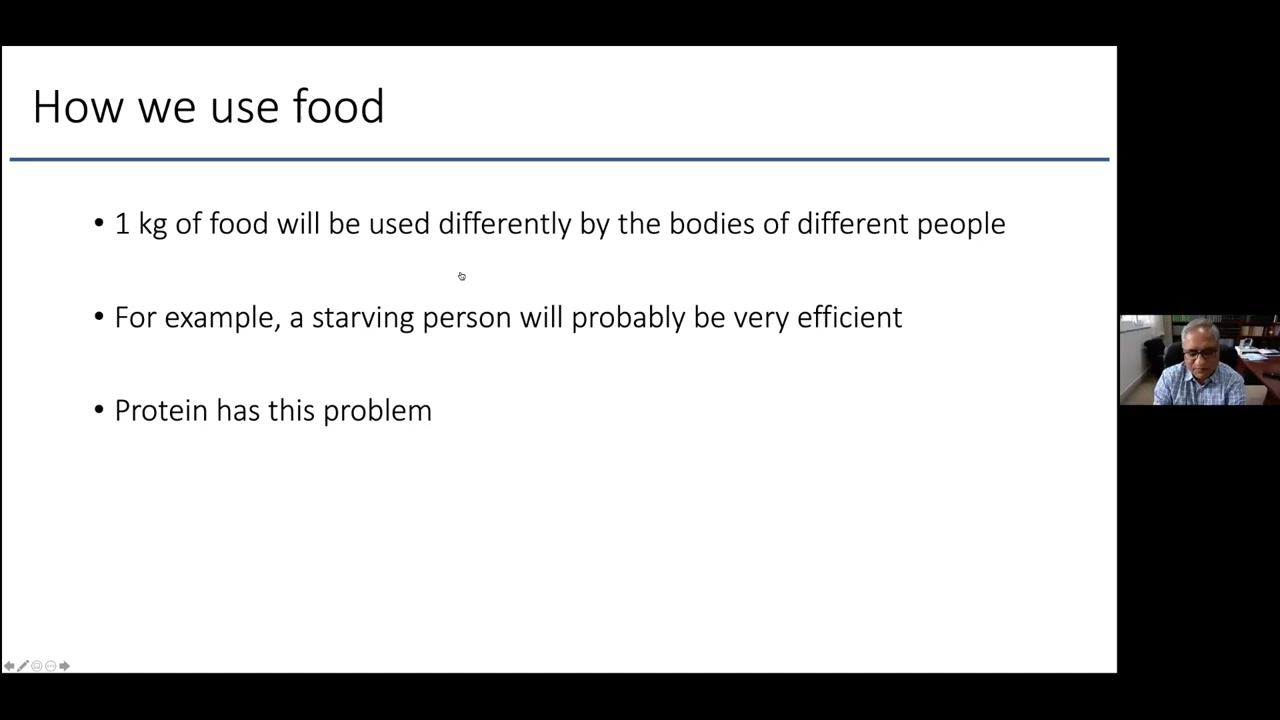 How we use food
• 1 kg of food will be used differently by the bodies of different people
• For example, a starving person will probably be very efficient
• Protein has this problem